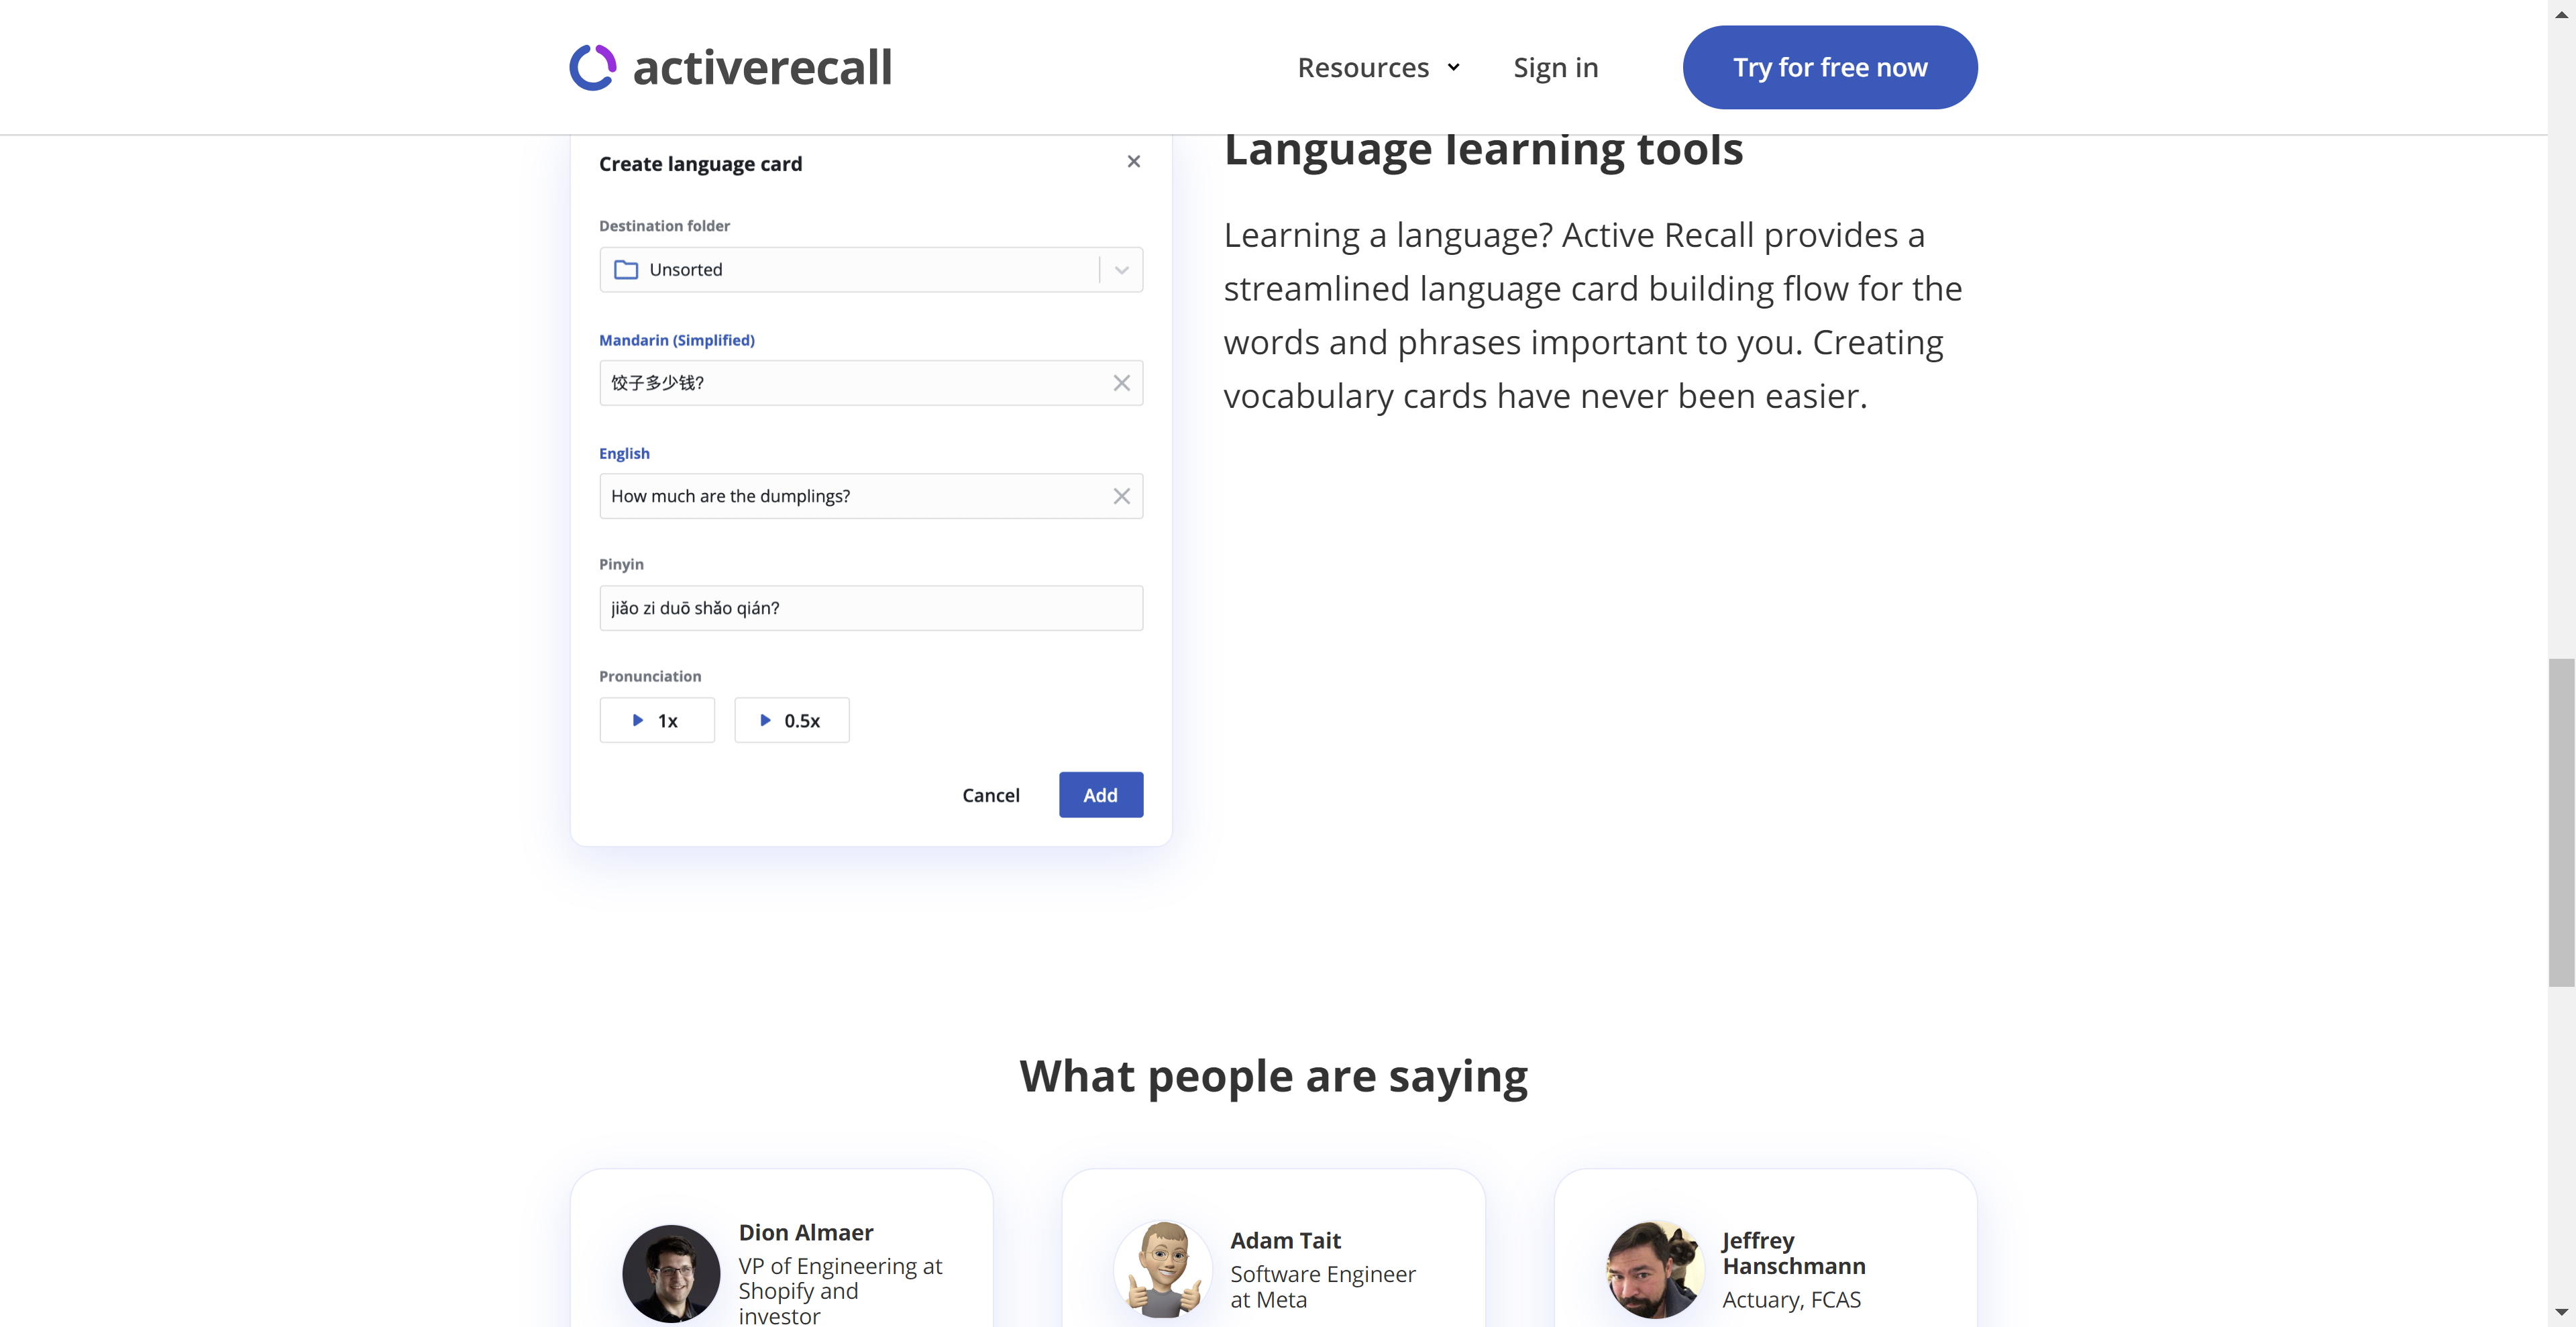 activerecall
Resources
Sign in
Try for free now
Create language card
Destination folder
Unsorted
Mandarin (Simplified)
饺子多少钱?
English
How much are the dumplings?
Pinyin
jiǎo zi duō shǎo qián?
Pronunciation
1x
0.5x
Cancel
Add
Language learning tools
Learning a language? Active Recall provides a
streamlined language card building flow for the
words and phrases important to you. Creating
vocabulary cards have never been easier.
What people are saying
Dion Almaer
VP of Engineering at
Shopify and
investor
Adam Tait
Software Engineer
at Meta
Jeffrey
Hanschmann
Actuary, FCAS